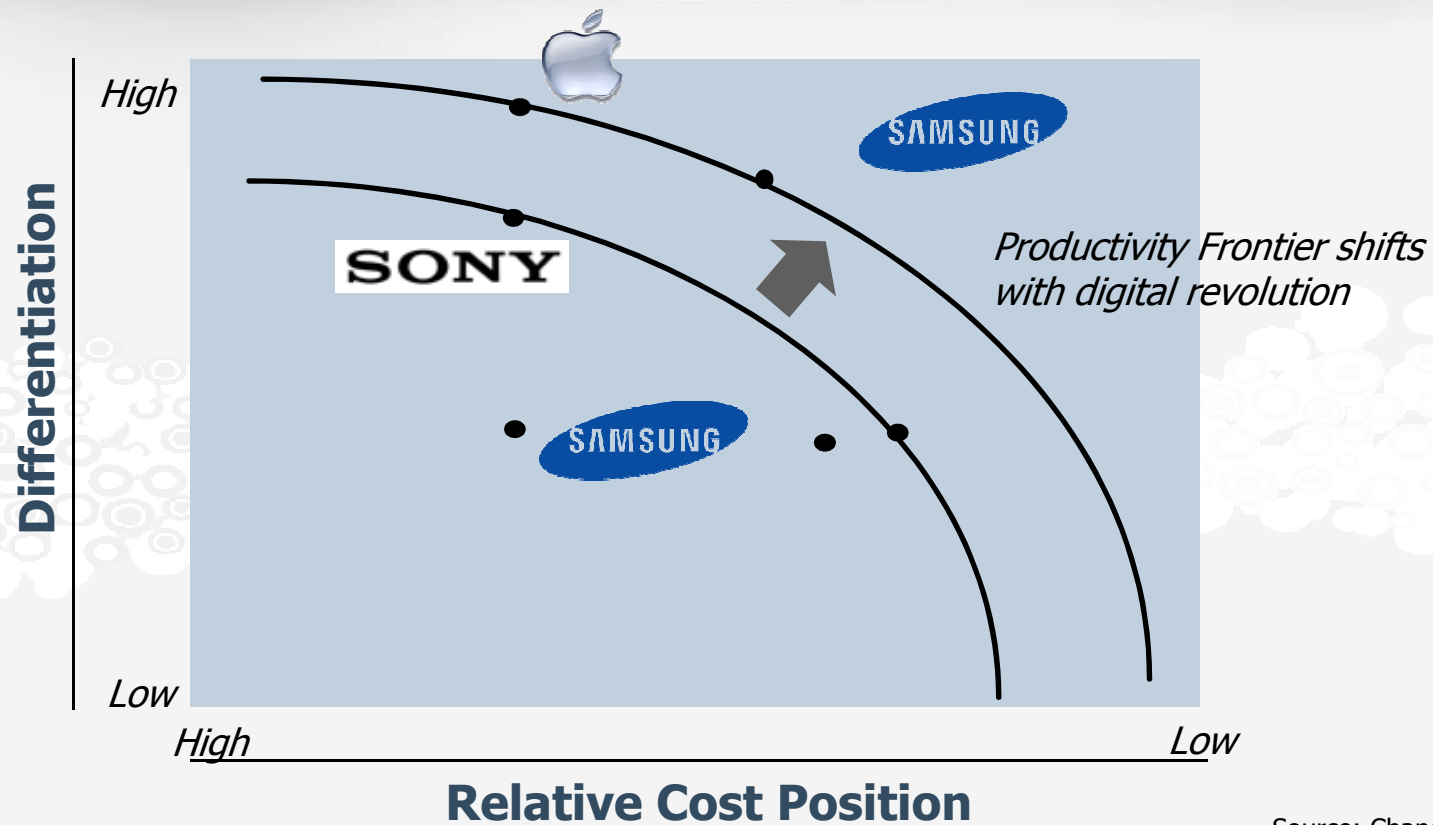 High
SAMSUNG
Differentiation
SONY
Productivity Frontier shifts
with digital revolution
SAMSUNG
Low
High
Low
Relative Cost Position